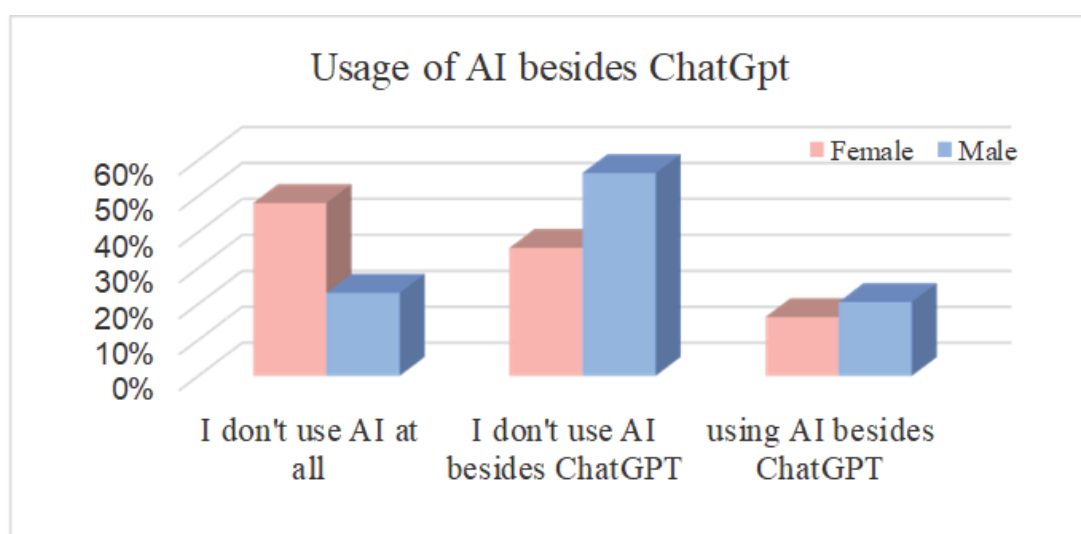 Usage of AI besides ChatGpt
Female Male
60%
50%
40%
30%
20%
10%
0%
I don't use AI at
all
I don't use AI
besides ChatGPT
using AI besides
ChatGPT